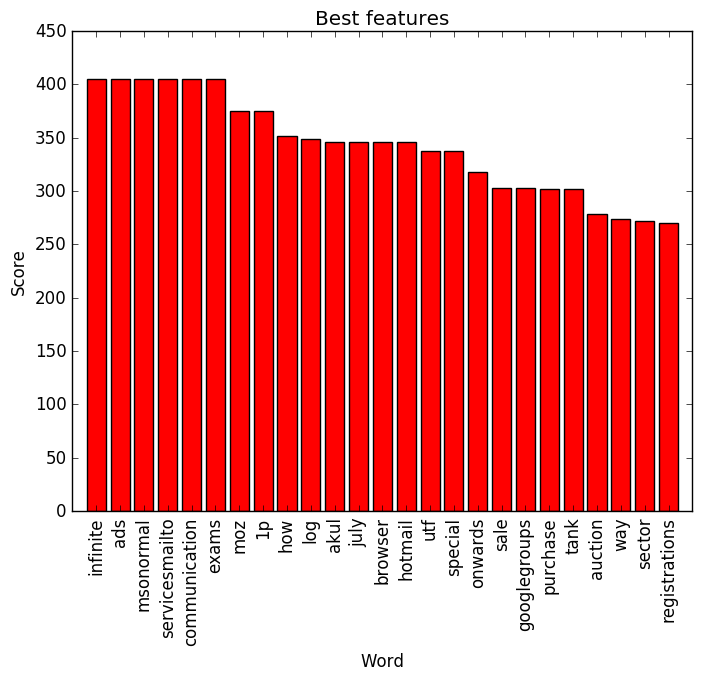 Best features
450
400
350
300
250
200
150
100
50
0
Score
infinite
ads
msonormal
servicesmailto
communication
exams
moz
1p
how
log
akul
july
browser
hotmail
utf
special
onwards
sale
googlegroups
purchase
tank
auction
way
sector
registrations
Word